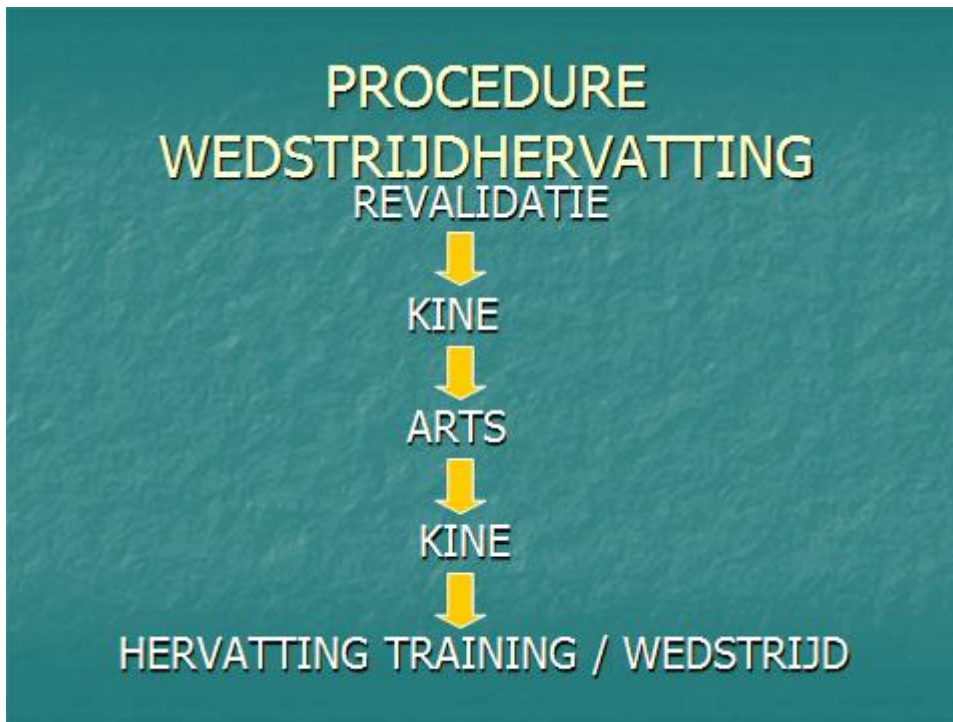 PROCEDURE
WEDSTRIJDHERVATTING
REVALIDATIE
KINE
ARTS
KINE
HERVATTING TRAINING / WEDSTRIJD